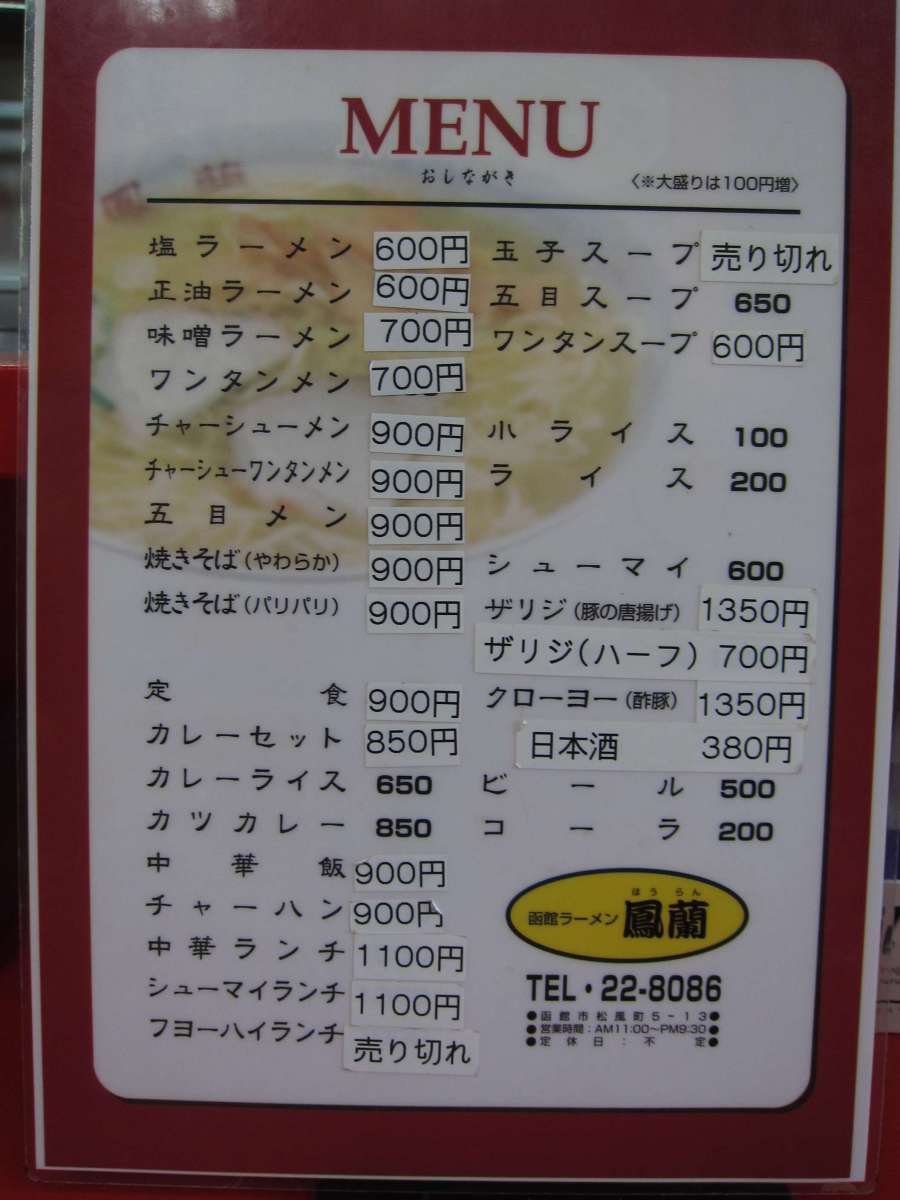 MENU
おしながき
〈※大盛りは100円増〉
塩ラーメン 600円
正油ラーメン 600円
味噌ラーメン 700円
ワンタンメン 700円
チャーシューメン 900円
チャーシューワンタンメン 900円
五目メン 900円
焼きそば(やわらか) 900円
焼きそば(パリパリ) 900円
定食 900円
カレーセット 850円
カレーライス 650
カツカレー 850
中華飯 900円
チャーハン 900円
中華ランチ 1100円
シューマイランチ 1100円
フヨーハイランチ 売り切れ
玉子スープ 売り切れ
五目スープ 650
ワンタンスープ 600円
小ライス 100
ライス 200
シューマイ 600
ザリジ(豚の唐揚げ) 1350円
ザリジ(ハーフ) 700円
クローヨー(酢豚) 1350円
日本酒 380円
ビール 500
コーラ 200
ほうらん
函館ラーメン 鳳蘭
TEL・22-8086
●函館市松風町5-13●
●営業時間:AM11:00〜PM9:30●
●定休日:不定●